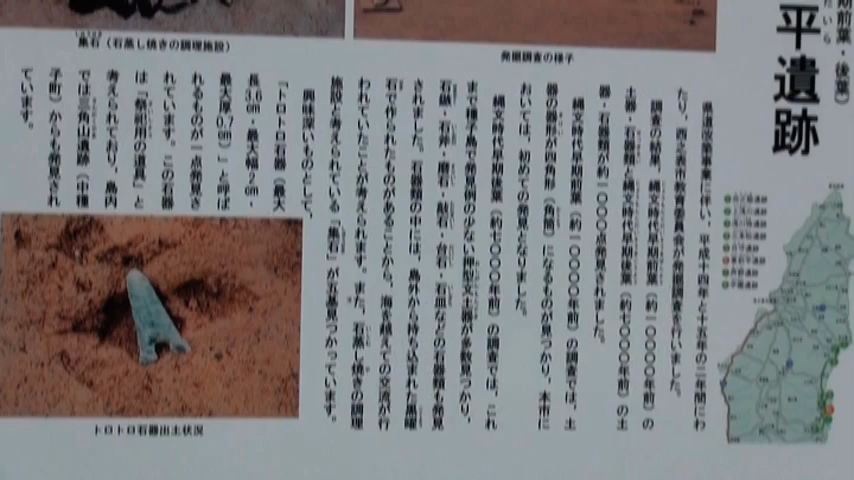 期前葉・後葉）
平遺跡
県道改築事業に伴い、平成十四年と十五年の二年間にわ
たり、西之表市教育委員会が発掘調査を行いました。
調査の結果、縄文時代早期前葉（約一〇〇〇〇年前）の
土器・石器類と縄文時代早期後葉（約七〇〇〇年前）の土
器・石器類が約一〇〇〇点発見されました。
縄文時代早期前葉（約一〇〇〇〇年前）の調査では、土
器の器形が四角形（角筒）になるものが見つかり、本市に
おいては、初めての発見となりました。
縄文時代早期後葉（約七〇〇〇年前）の調査では、これ
まで種子島で発見例の少ない押型文土器が多数見つかり、
石鏃・石斧・磨石・敲石・台石・石皿などの石器類も発見
されました。石器類の中には、島外から持ち込まれた黒曜
石で作られたものがあることから、海を越えての交流が行
われていたことが考えられます。また、石蒸し焼きの調理
施設と考えられている「集石」が五基見つかっています。
興味深いものとして、
「トロトロ石器（最大
長3.6㎝・最大幅1.2㎝・
最大厚0.7㎝）」と呼ば
れるものが一点発見さ
れています。この石器
は「祭祀用の道具」と
考えられており、島内
では三角山遺跡（中種
子町）からも発見され
ています。
集石（石蒸し焼きの調理施設）
発掘調査の様子
トロトロ石器出土状況